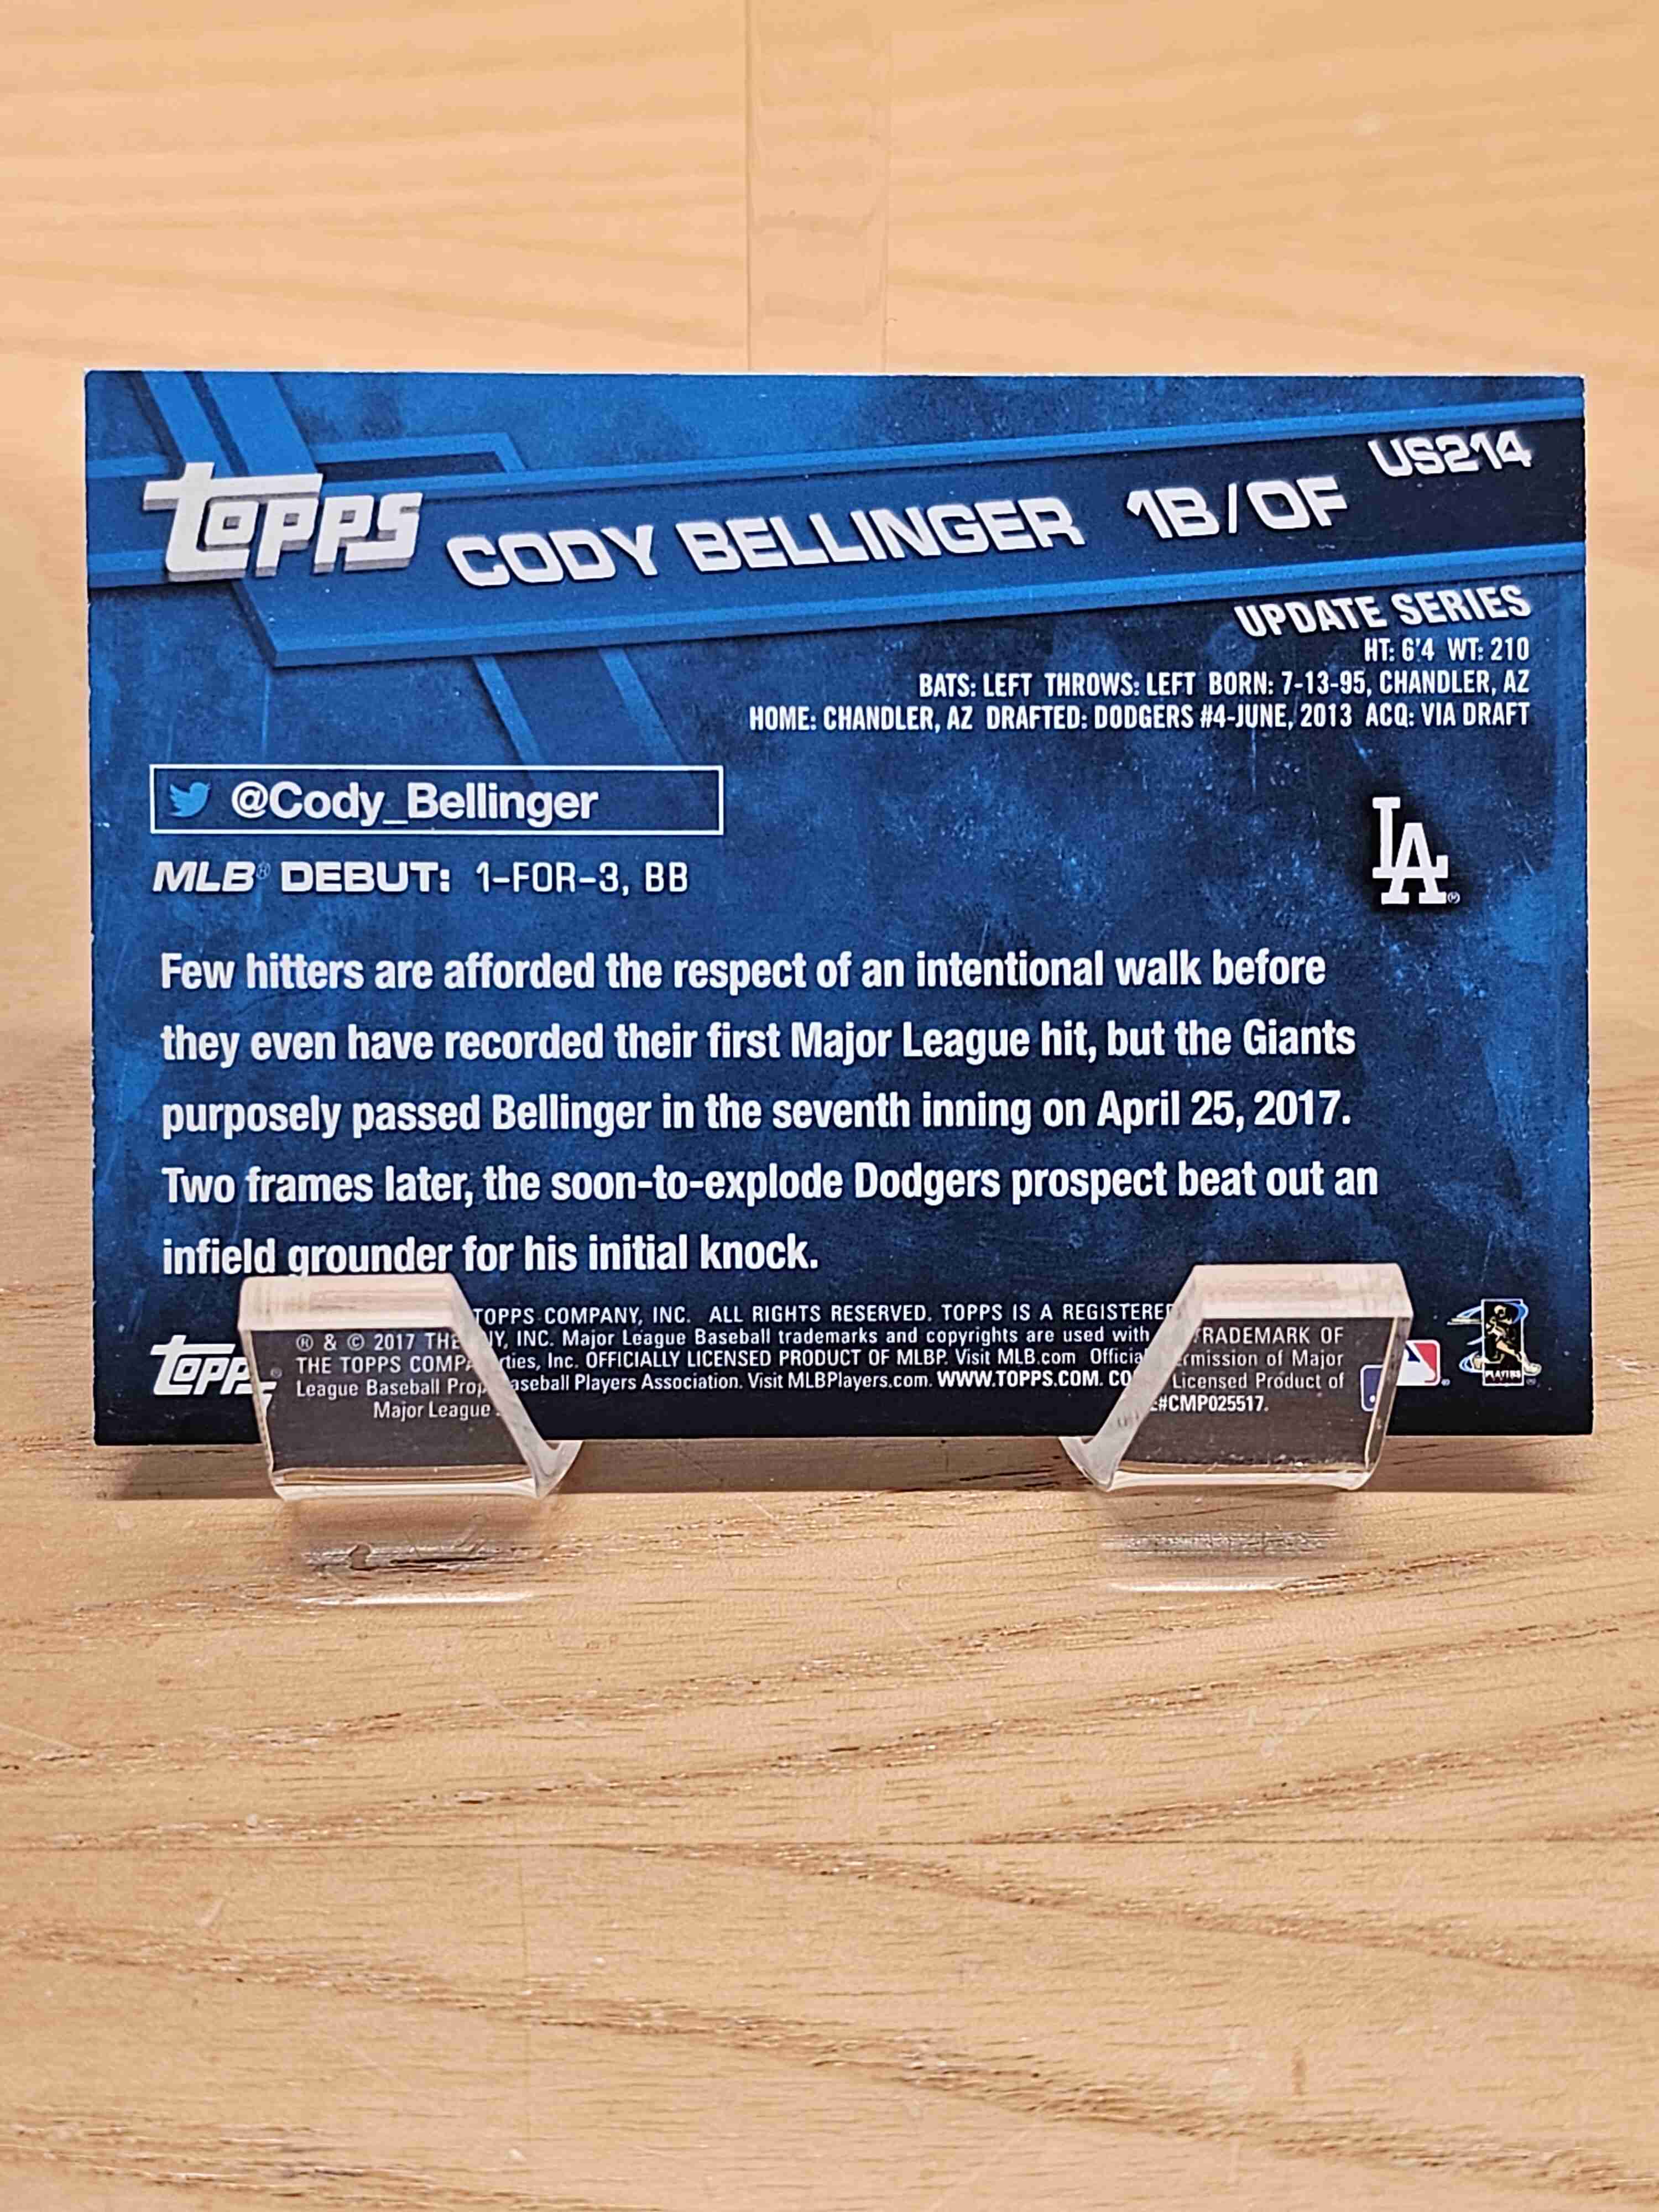 topps CODY BELLINGER 1B/OF US214
UPDATE SERIES
HT: 6'4 WT: 210
BATS: LEFT THROWS: LEFT BORN: 7-13-95, CHANDLER, AZ
HOME: CHANDLER, AZ DRAFTED: DODGERS #4-JUNE, 2013 ACQ: VIA DRAFT
@Cody_Bellinger
LA
MLB® DEBUT: 1-FOR-3, BB
Few hitters are afforded the respect of an intentional walk before
they even have recorded their first Major League hit, but the Giants
purposely passed Bellinger in the seventh inning on April 25, 2017.
Two frames later, the soon-to-explode Dodgers prospect beat out an
infield grounder for his initial knock.
topps
® & © 2017 THE TOPPS COMPANY, INC. ALL RIGHTS RESERVED. TOPPS IS A REGISTERED TRADEMARK OF
THE TOPPS COMPANY, INC. Major League Baseball trademarks and copyrights are used with permission of Major
League Baseball Properties, Inc. OFFICIALLY LICENSED PRODUCT OF MLBP. Visit MLB.com Official Licensed Product of
Major League Baseball Players Association. Visit MLBPlayers.com. WWW.TOPPS.COM. #CMP025517.
PLAYERS